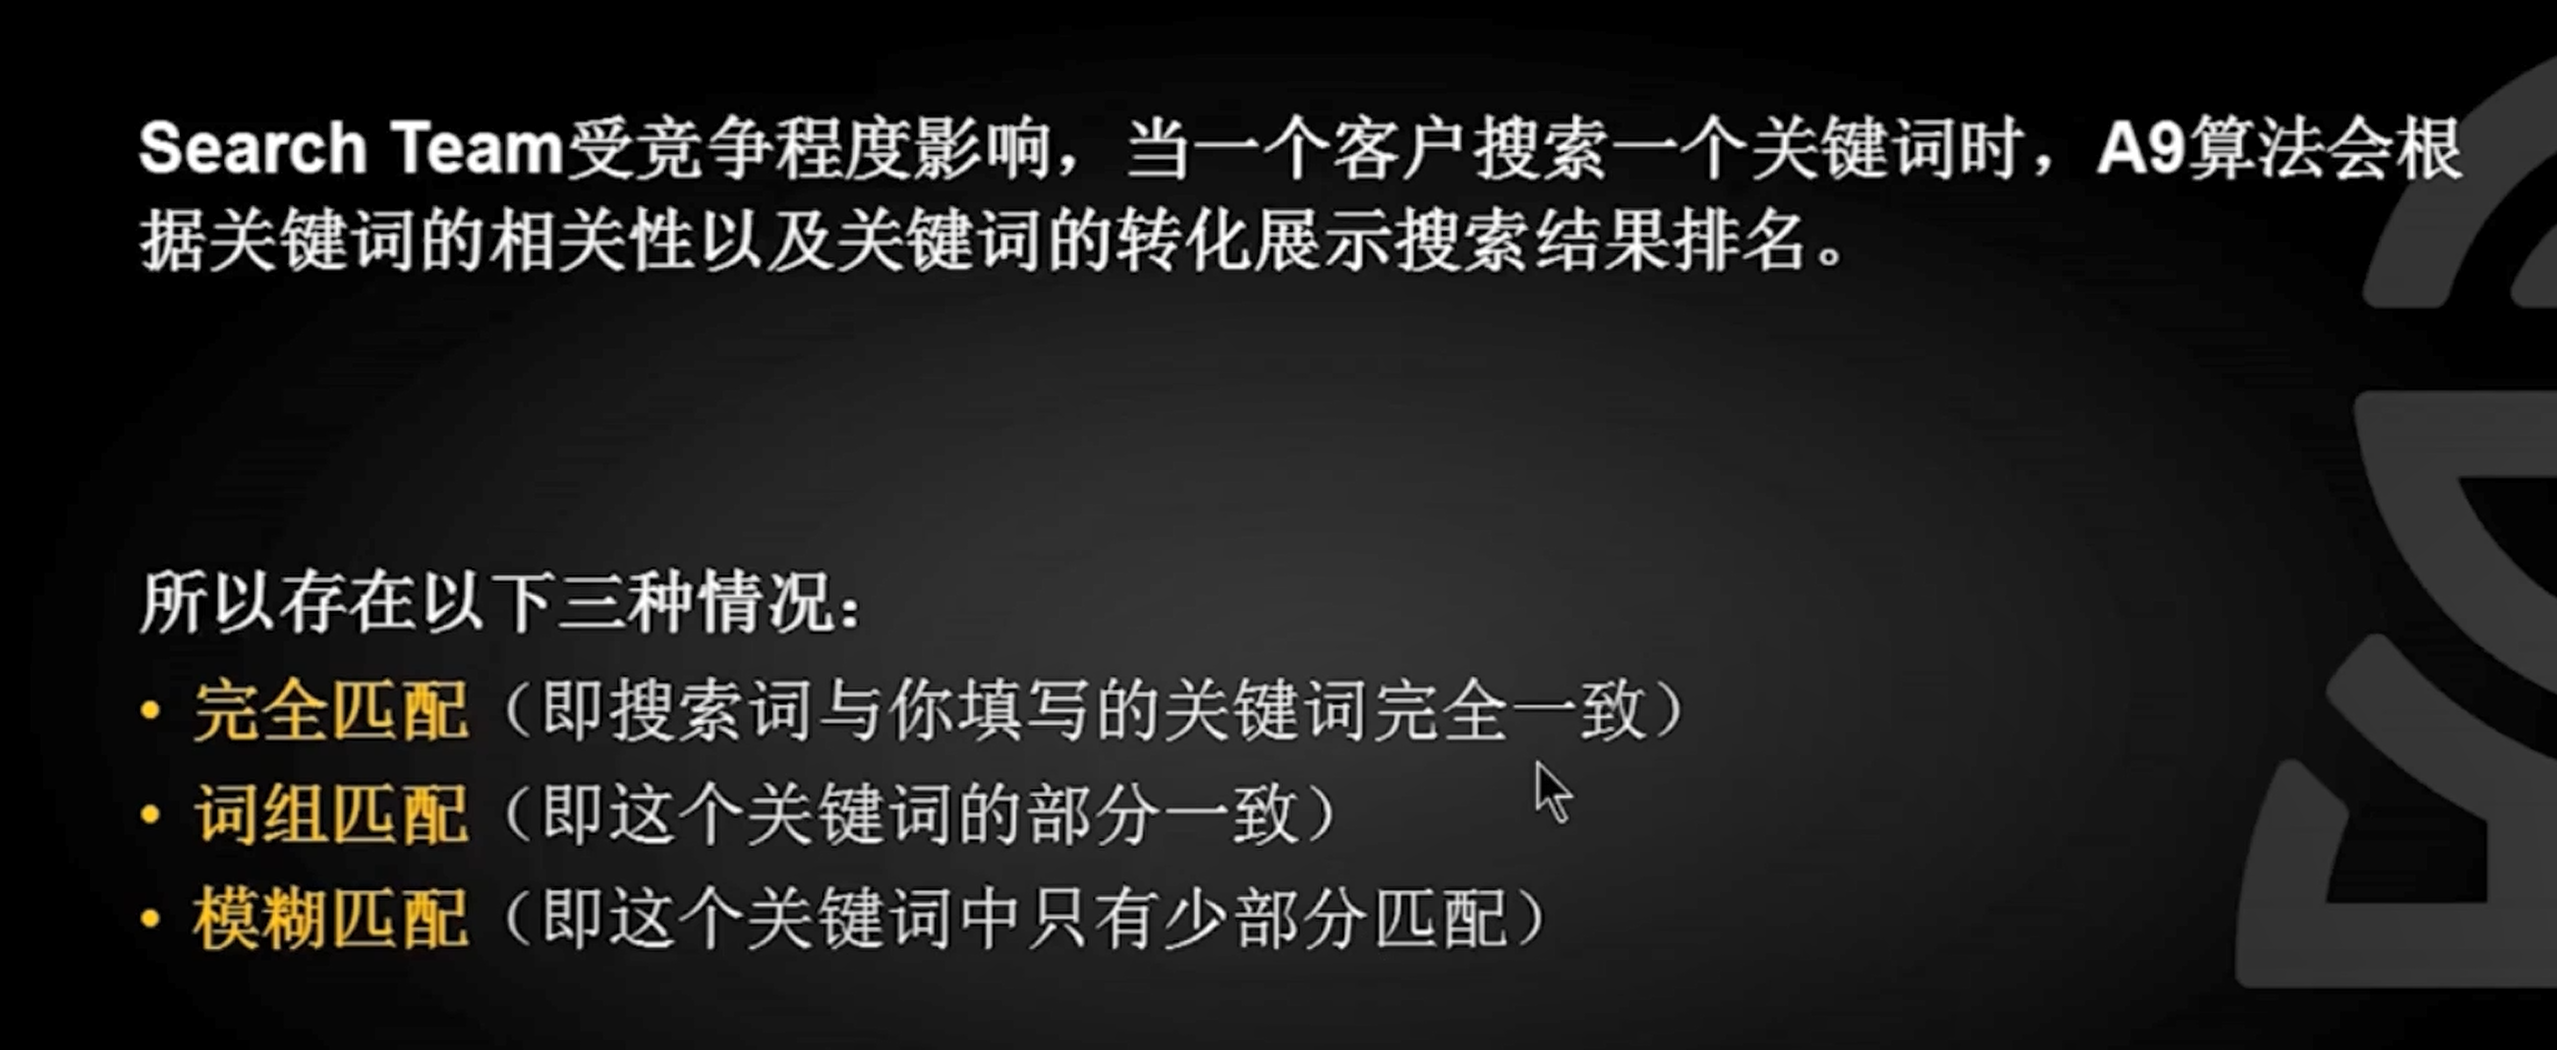 Search Team受竞争程度影响，当一个客户搜索一个关键词时，A9算法会根
据关键词的相关性以及关键词的转化展示搜索结果排名。
所以存在以下三种情况：
• 完全匹配（即搜索词与你填写的关键词完全一致）
• 词组匹配（即这个关键词的部分一致）
• 模糊匹配（即这个关键词中只有少部分匹配）